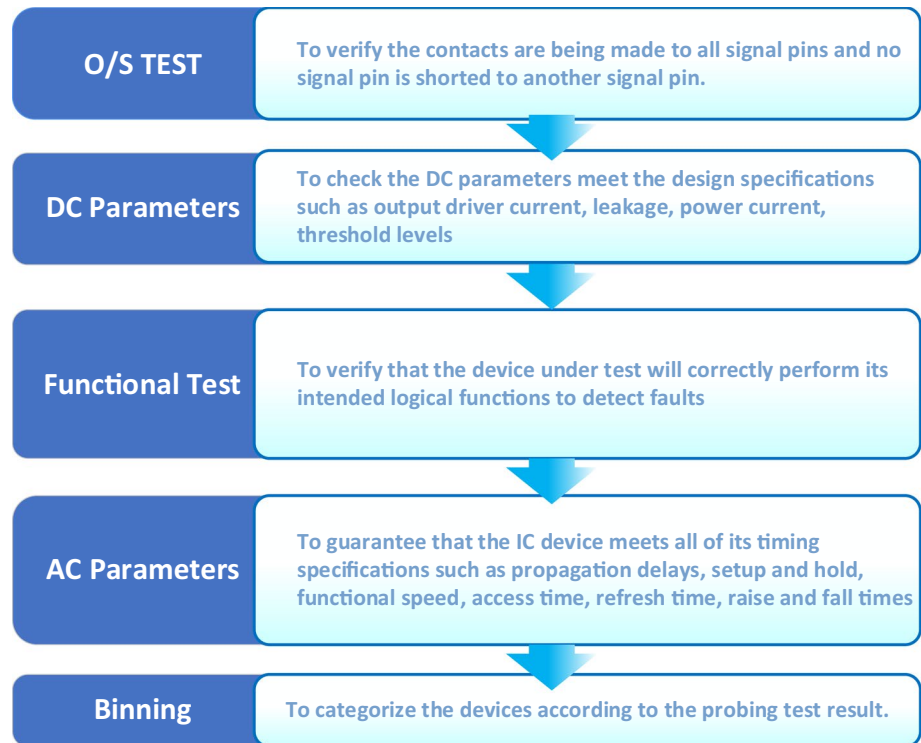 O/S TEST
To verify the contacts are being made to all signal pins and no
signal pin is shorted to another signal pin.
DC Parameters
To check the DC parameters meet the design specifications
such as output driver current, leakage, power current,
threshold levels
Functional Test
To verify that the device under test will correctly perform its
intended logical functions to detect faults
AC Parameters
To guarantee that the IC device meets all of its timing
specifications such as propagation delays, setup and hold,
functional speed, access time, refresh time, raise and fall times
Binning
To categorize the devices according to the probing test result.